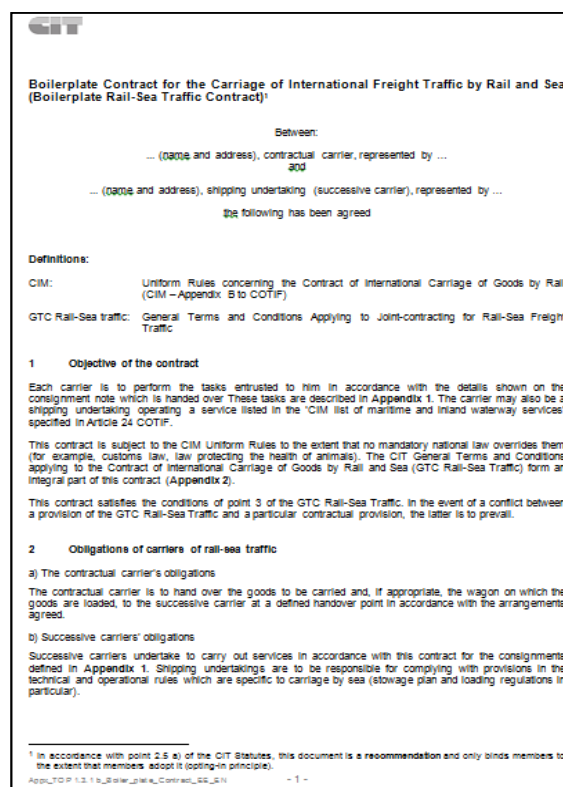 CIT
Boilerplate Contract for the Carriage of International Freight Traffic by Rail and Sea
(Boilerplate Rail-Sea Traffic Contract)¹
Between:
... (name and address), contractual carrier, represented by ...
and
... (name and address), shipping undertaking (successive carrier), represented by ...
the following has been agreed
Definitions:
CIM: Uniform Rules concerning the Contract of International Carriage of Goods by Rail
(CIM – Appendix B to COTIF)
GTC Rail-Sea traffic: General Terms and Conditions Applying to Joint-contracting for Rail-Sea Freight
Traffic
1 Objective of the contract
Each carrier is to perform the tasks entrusted to him in accordance with the details shown on the
consignment note which is handed over These tasks are described in Appendix 1. The carrier may also be a
shipping undertaking operating a service listed in the 'CIM list of maritime and inland waterway services'
specified in Article 24 COTIF.
This contract is subject to the CIM Uniform Rules to the extent that no mandatory national law overrides them
(for example, customs law, law protecting the health of animals). The CIT General Terms and Conditions
applying to the Contract of International Carriage of Goods by Rail and Sea (GTC Rail-Sea Traffic) form an
integral part of this contract (Appendix 2).
This contract satisfies the conditions of point 3 of the GTC Rail-Sea Traffic. In the event of a conflict between
a provision of the GTC Rail-Sea Traffic and a particular contractual provision, the latter is to prevail.
2 Obligations of carriers of rail-sea traffic
a) The contractual carrier's obligations
The contractual carrier is to hand over the goods to be carried and, if appropriate, the wagon on which the
goods are loaded, to the successive carrier at a defined handover point in accordance with the arrangements
agreed.
b) Successive carriers' obligations
Successive carriers undertake to carry out services in accordance with this contract for the consignments
defined in Appendix 1. Shipping undertakings are to be responsible for complying with provisions in the
technical and operational rules which are specific to carriage by sea (stowage plan and loading regulations in
particular).
¹ In accordance with point 2.5 a) of the CIT Statutes, this document is a recommendation and only binds members to
the extent that members adopt it (opting-in principle).
- 1 -